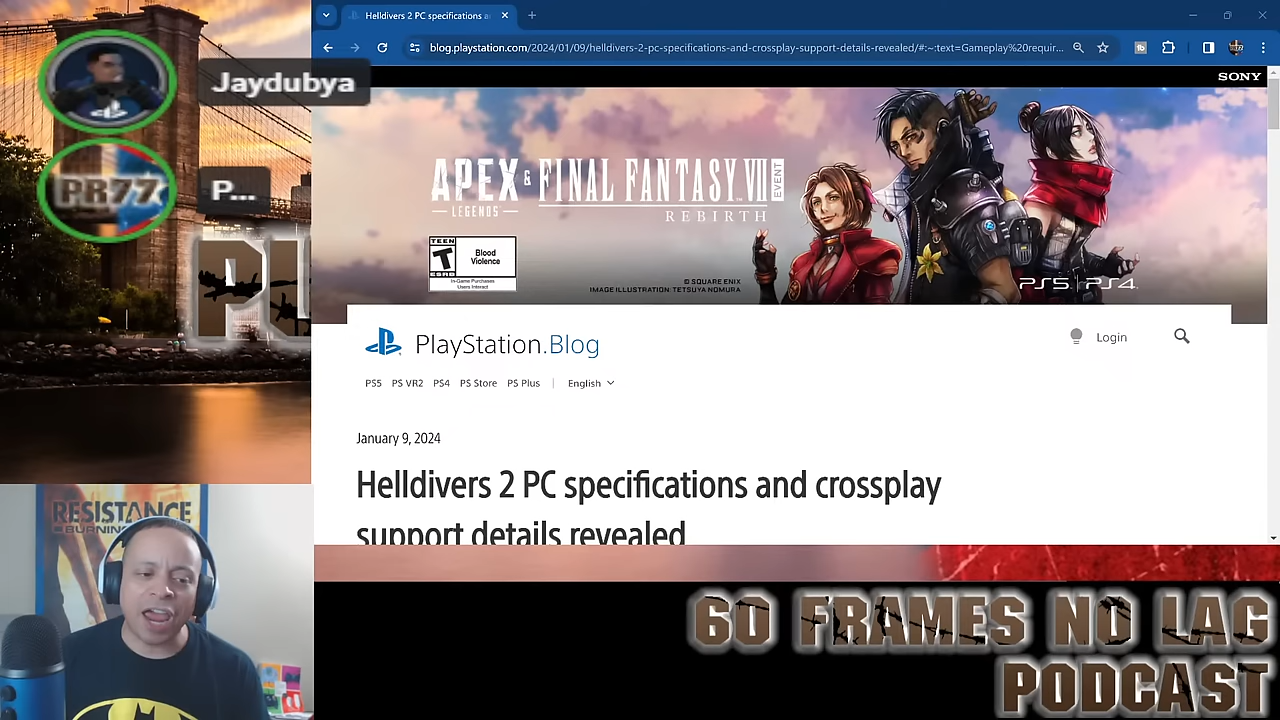 Helldivers 2 PC specifications a
blog.playstation.com/2024/01/09/helldivers-2-pc-specifications-and-crossplay-support-details-revealed/#:~:text=Gameplay%20requir...
Jaydubya
PR77
P...
SONY
APEX
LEGENDS
&
FINAL FANTASY VII
REBIRTH
EVENT
TEEN
T
Blood
Violence
In-Game Purchases
Users Interact
© SQUARE ENIX
IMAGE ILLUSTRATION: TETSUYA NOMURA
PS5 | PS4
PlayStation.Blog
Login
PS5 PS VR2 PS4 PS Store PS Plus | English
January 9, 2024
Helldivers 2 PC specifications and crossplay
support details revealed
RESISTANCE
BURNING
60 FRAMES NO LAG
PODCAST